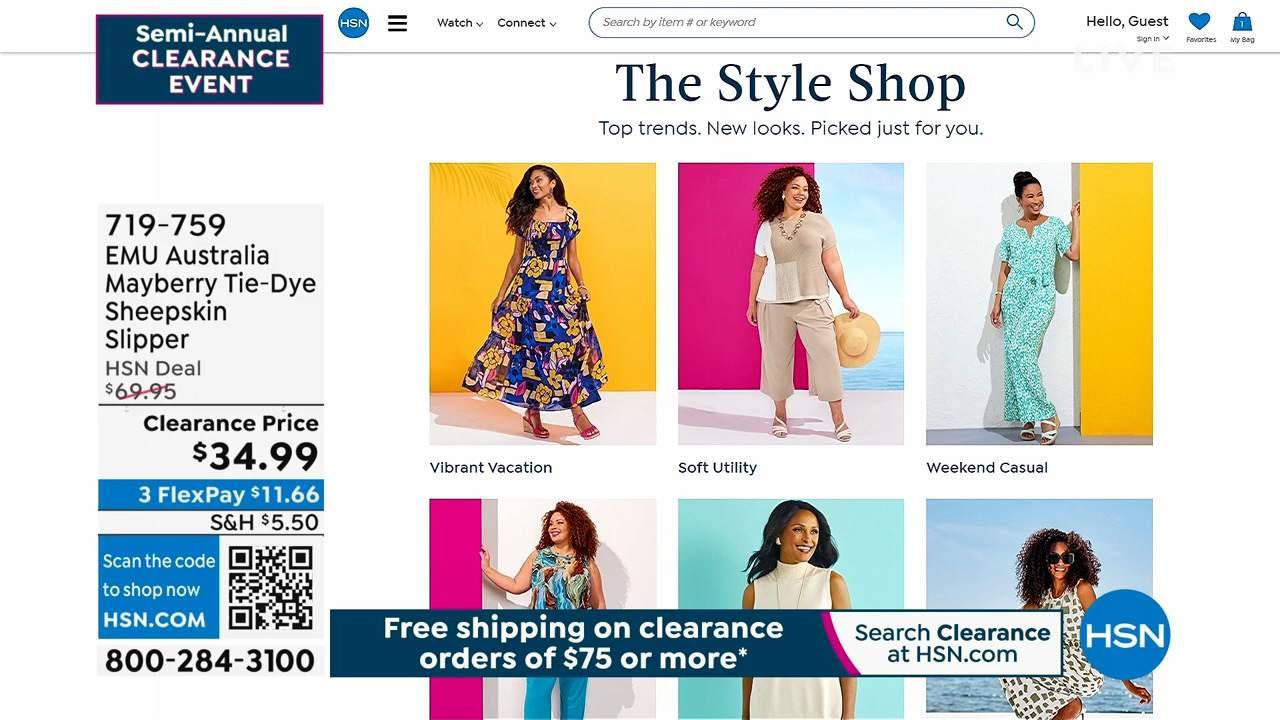 Semi-Annual
CLEARANCE
EVENT
HSN
Watch
Connect
Search by item # or keyword
Hello, Guest
Sign In
Favorites
1
My Bag
LIVE
The Style Shop
Top trends. New looks. Picked just for you.
719-759
EMU Australia
Mayberry Tie-Dye
Sheepskin
Slipper
HSN Deal
$69.95
Clearance Price
$34.99
3 FlexPay $11.66
S&H $5.50
Scan the code
to shop now
HSN.COM
800-284-3100
Vibrant Vacation
Soft Utility
Weekend Casual
Free shipping on clearance
orders of $75 or more*
Search Clearance
at HSN.com
HSN